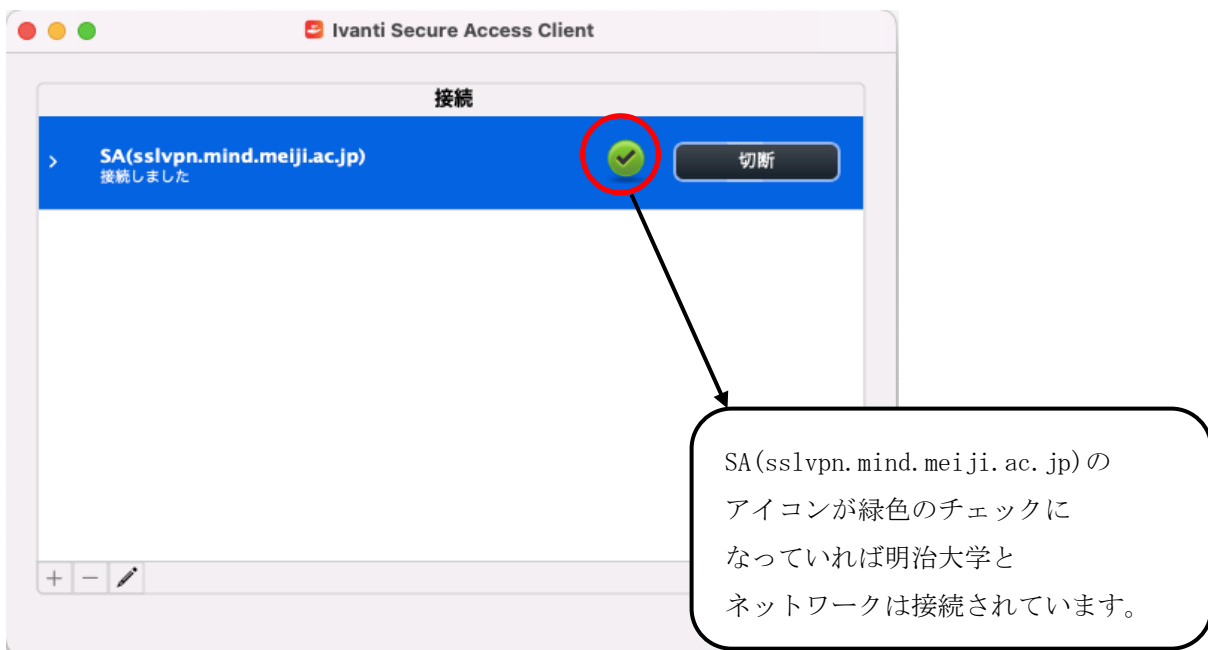 Ivanti Secure Access Client
接続
SA(sslvpn.mind.meiji.ac.jp)
接続しました
切断
SA(sslvpn.mind.meiji.ac.jp)の
アイコンが緑色のチェックに
なっていれば明治大学と
ネットワークは接続されています。